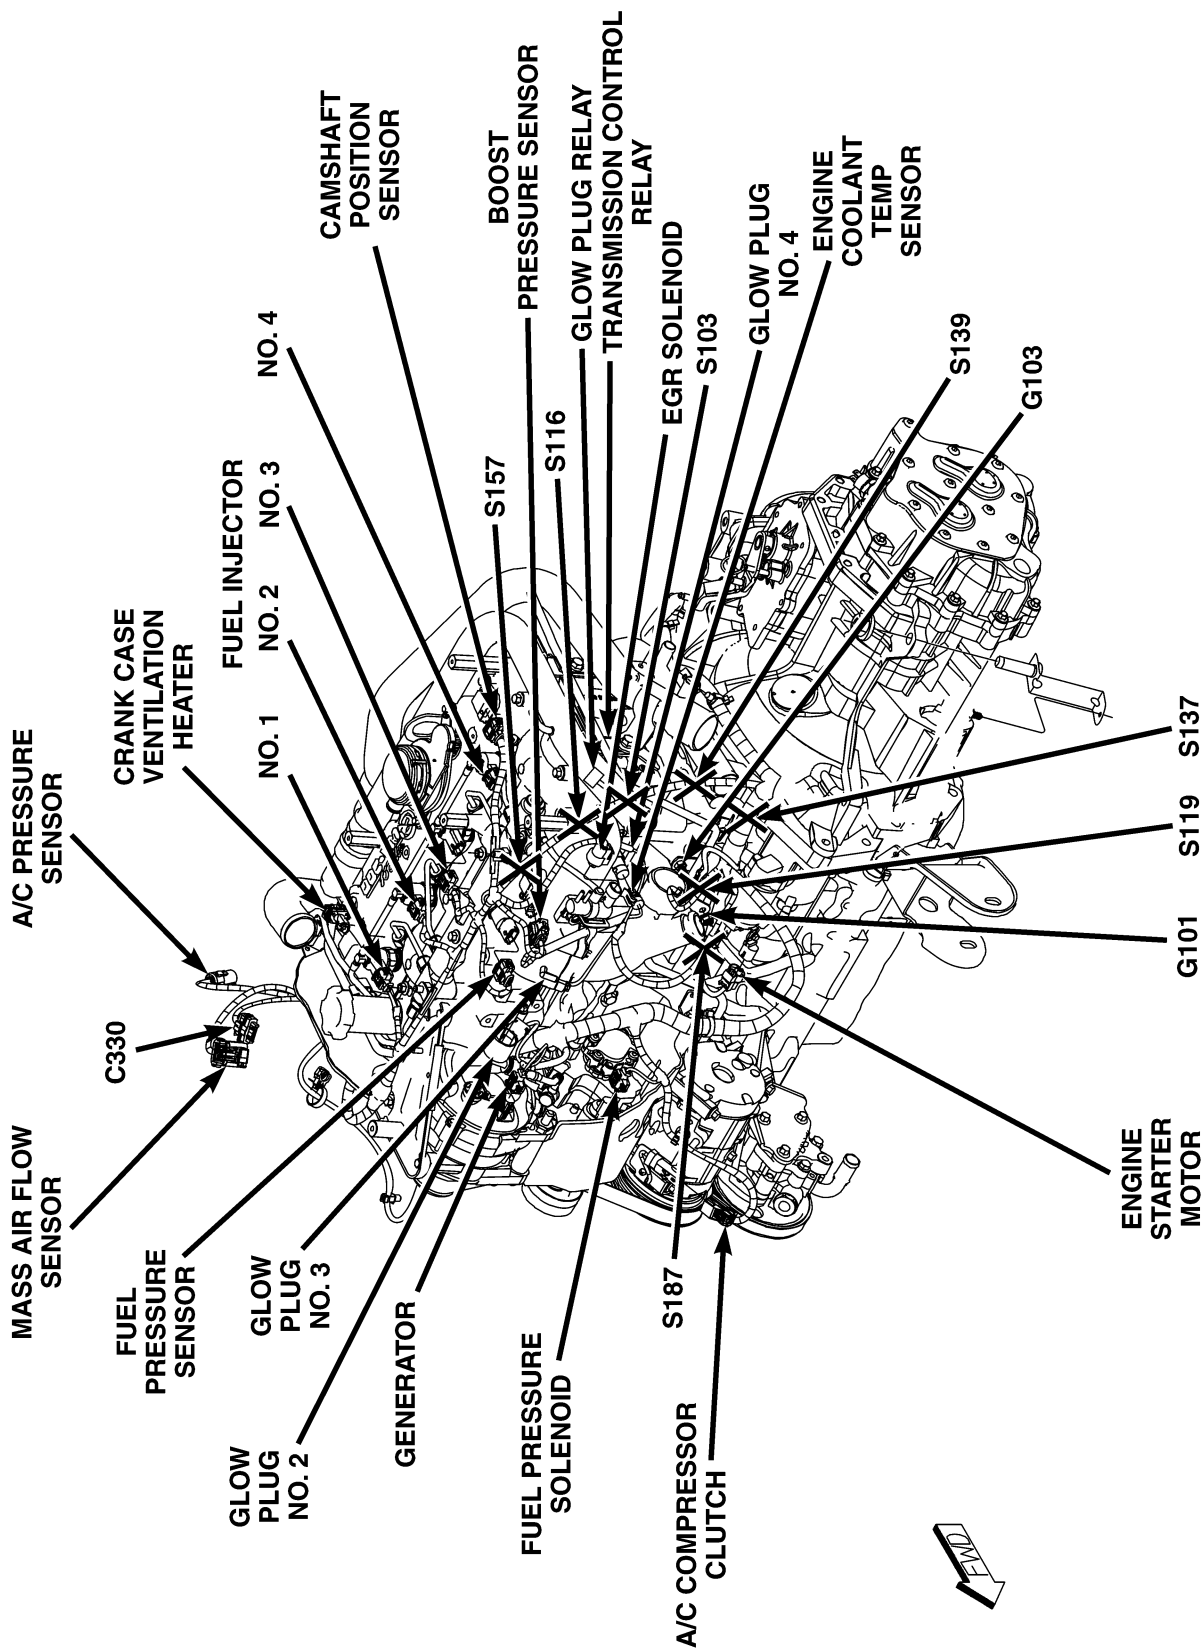 A/C PRESSURE
SENSOR
CRANK CASE
VENTILATION
HEATER
FUEL INJECTOR
NO. 1
NO. 2
NO. 3
NO. 4
CAMSHAFT
POSITION
SENSOR
S157
BOOST
PRESSURE SENSOR
S116
GLOW PLUG RELAY
TRANSMISSION CONTROL
RELAY
EGR SOLENOID
S103
GLOW PLUG
NO. 4
ENGINE
COOLANT
TEMP
SENSOR
S139
G103
S137
S119
G101
ENGINE
STARTER
MOTOR
S187
A/C COMPRESSOR
CLUTCH
FUEL PRESSURE
SOLENOID
GENERATOR
GLOW
PLUG
NO. 2
GLOW
PLUG
NO. 3
FUEL
PRESSURE
SENSOR
MASS AIR FLOW
SENSOR
C330
FWD